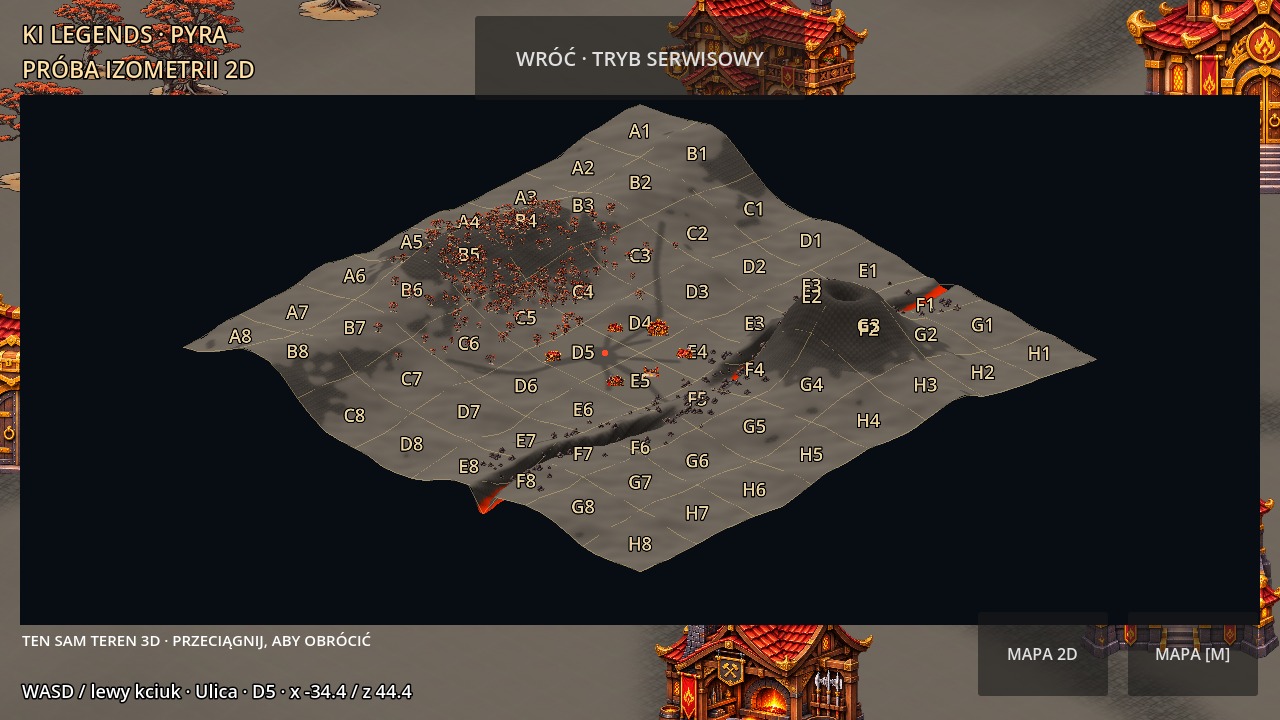 KI LEGENDS · PYRA
PRÓBA IZOMETRII 2D
WRÓĆ · TRYB SERWISOWY
A1
B1
A2
B2
A3
B3
C1
A4
B4
C2
D1
A5
B5
C3
D2
E1
A6
B6
C4
D3
E3
E2
F1
A7
B7
C5
D4
E3
G3
F2
G2
G1
A8
B8
C6
D5
E4
F4
H1
C7
D6
E5
G4
H3
H2
C8
D7
E6
F5
G5
H4
D8
E7
F6
H5
E8
F7
G6
F8
G7
H6
G8
H7
H8
TEN SAM TEREN 3D · PRZECIĄGNIJ, ABY OBRÓCIĆ
MAPA 2D
MAPA [M]
WASD / lewy kciuk · Ulica · D5 · x -34.4 / z 44.4